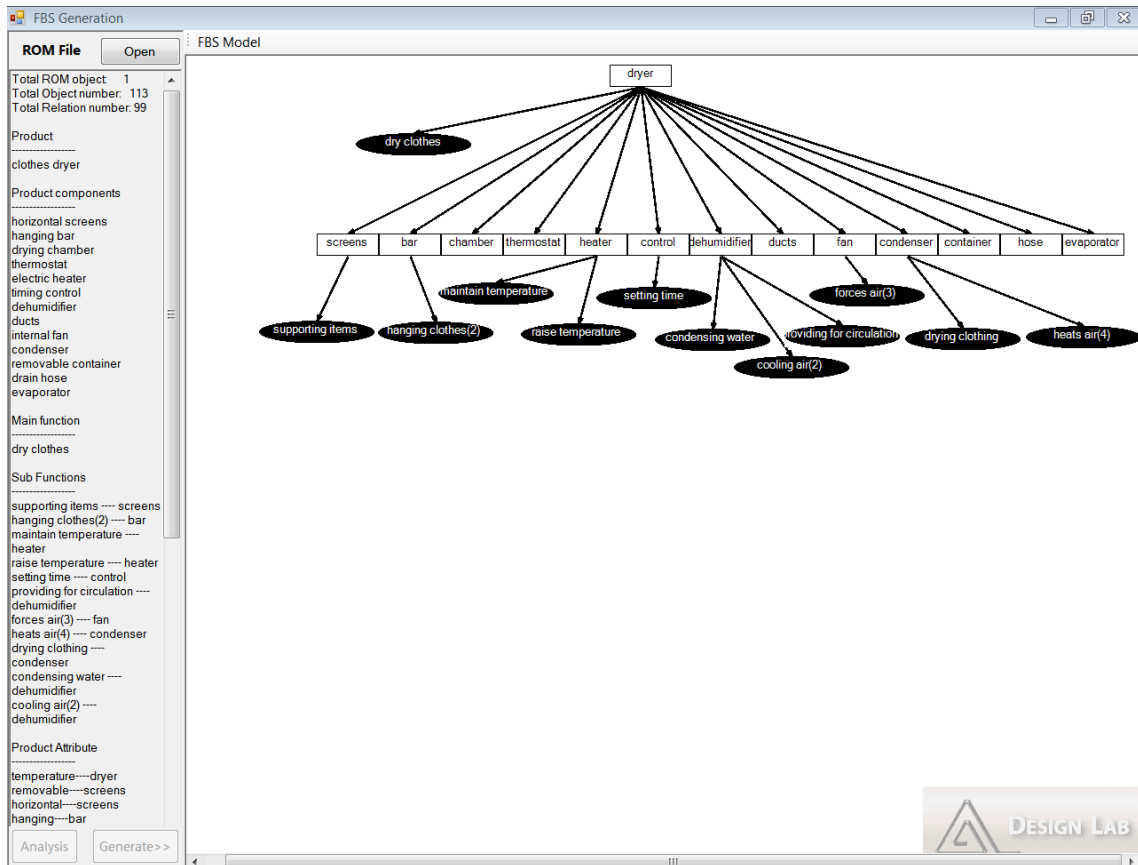 FBS Generation
ROM File
Open
FBS Model
Total ROM object: 1
Total Object number: 113
Total Relation number: 99
Product
------------------
clothes dryer
Product components
------------------
horizontal screens
hanging bar
drying chamber
thermostat
electric heater
timing control
dehumidifier
ducts
internal fan
condenser
removable container
drain hose
evaporator
Main function
------------------
dry clothes
Sub Functions
------------------
supporting items ---- screens
hanging clothes(2) ---- bar
maintain temperature ----
heater
raise temperature ---- heater
setting time ---- control
providing for circulation ----
dehumidifier
forces air(3) ---- fan
heats air(4) ---- condenser
drying clothing ----
condenser
condensing water ----
dehumidifier
cooling air(2) ----
dehumidifier
Product Attribute
------------------
temperature----dryer
removable----screens
horizontal----screens
hanging----bar
Analysis
Generate>>
dryer
dry clothes
screens bar chamber thermostat heater control dehumidifier ducts fan condenser container hose evaporator
maintain temperature
setting time
forces air(3)
supporting items
hanging clothes(2)
raise temperature
condensing water
providing for circulation
drying clothing
heats air(4)
cooling air(2)
DESIGN LAB